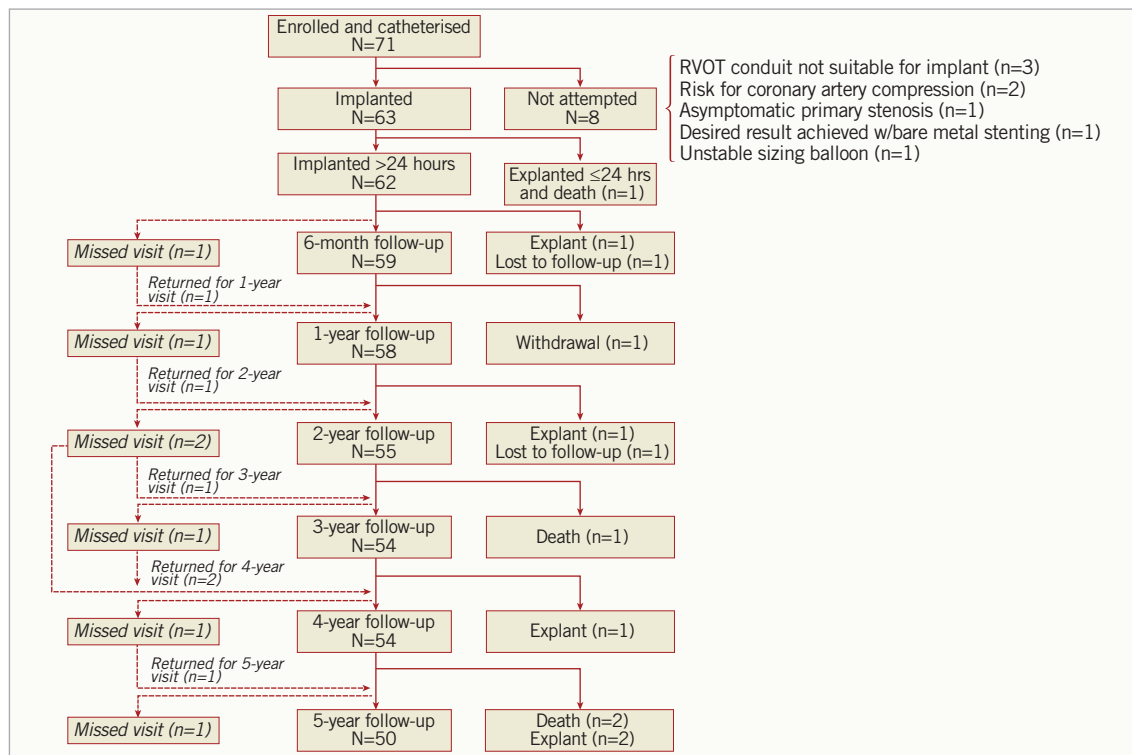 Enrolled and catheterised
N=71
RVOT conduit not suitable for implant (n=3)
Risk for coronary artery compression (n=2)
Asymptomatic primary stenosis (n=1)
Desired result achieved w/bare metal stenting (n=1)
Unstable sizing balloon (n=1)
Implanted
N=63
Not attempted
N=8
Implanted >24 hours
N=62
Explanted ≤24 hrs
and death (n=1)
Missed visit (n=1)
6-month follow-up
N=59
Explant (n=1)
Lost to follow-up (n=1)
Returned for 1-year
visit (n=1)
Missed visit (n=1)
1-year follow-up
N=58
Withdrawal (n=1)
Returned for 2-year
visit (n=1)
Missed visit (n=2)
2-year follow-up
N=55
Explant (n=1)
Lost to follow-up (n=1)
Returned for 3-year
visit (n=1)
Missed visit (n=1)
3-year follow-up
N=54
Death (n=1)
Returned for 4-year
visit (n=2)
Missed visit (n=1)
4-year follow-up
N=54
Explant (n=1)
Returned for 5-year
visit (n=1)
Missed visit (n=1)
5-year follow-up
N=50
Death (n=2)
Explant (n=2)